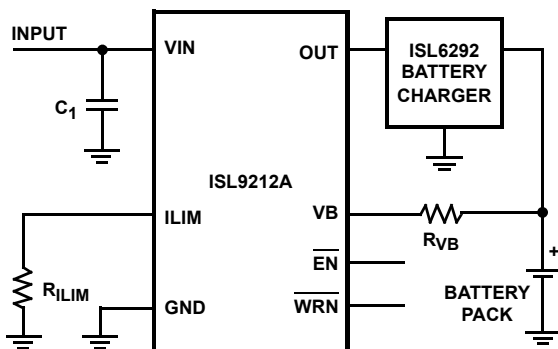 INPUT
VIN
OUT
ISL6292
BATTERY
CHARGER
C1
ISL9212A
ILIM
VB
RVB
EN
+
RILIM
GND
WRN
BATTERY
PACK